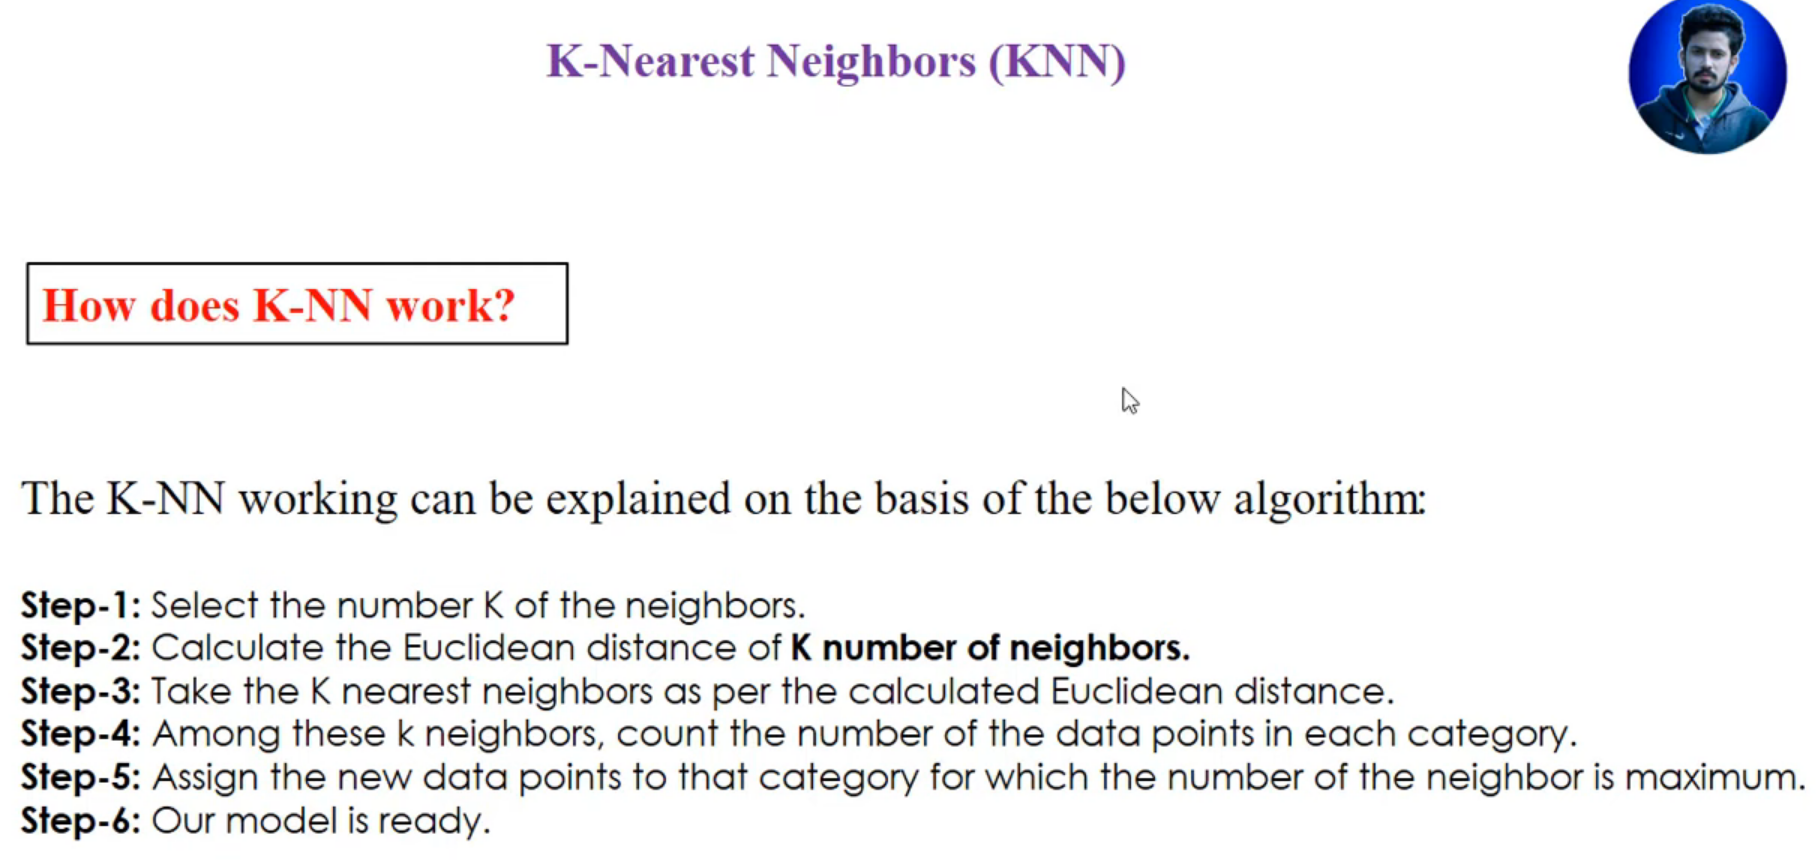 K-Nearest Neighbors (KNN)
How does K-NN work?
The K-NN working can be explained on the basis of the below algorithm:
Step-1: Select the number K of the neighbors.
Step-2: Calculate the Euclidean distance of K number of neighbors.
Step-3: Take the K nearest neighbors as per the calculated Euclidean distance.
Step-4: Among these k neighbors, count the number of the data points in each category.
Step-5: Assign the new data points to that category for which the number of the neighbor is maximum.
Step-6: Our model is ready.